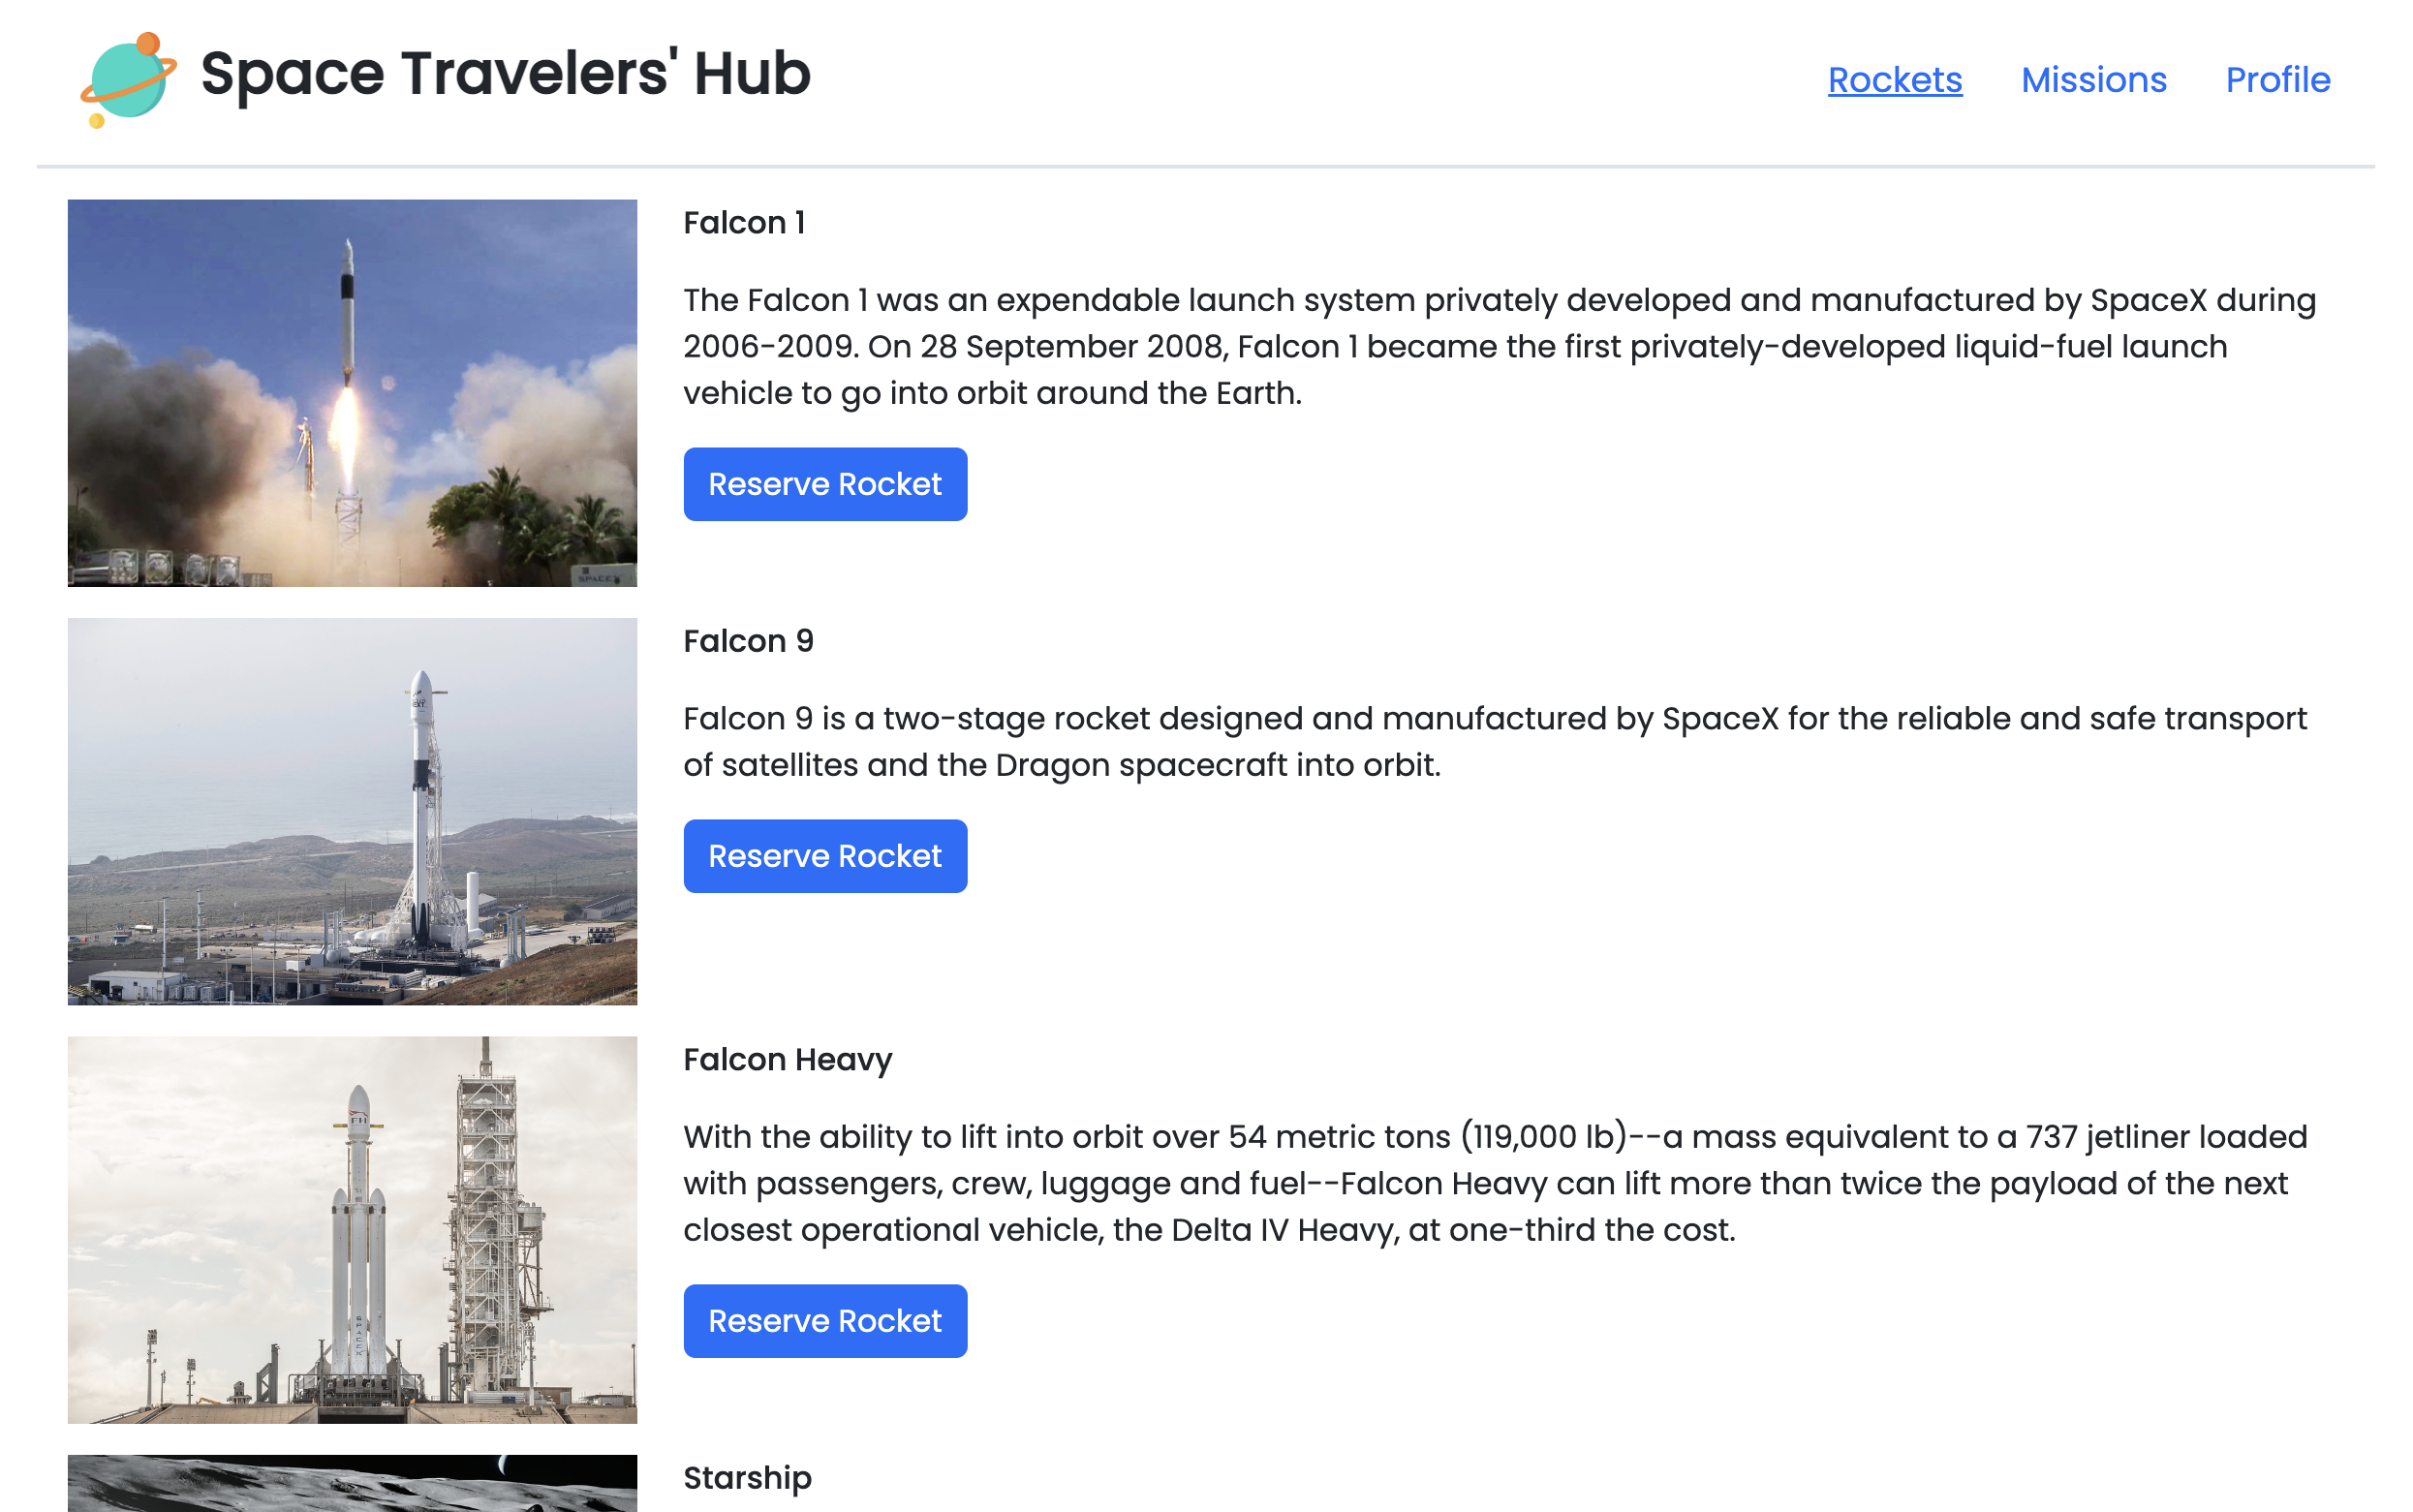 Space Travelers' Hub
Rockets
Missions
Profile
Falcon 1
The Falcon 1 was an expendable launch system privately developed and manufactured by SpaceX during
2006-2009. On 28 September 2008, Falcon 1 became the first privately-developed liquid-fuel launch
vehicle to go into orbit around the Earth.
Reserve Rocket
SPACEX
Falcon 9
Falcon 9 is a two-stage rocket designed and manufactured by SpaceX for the reliable and safe transport
of satellites and the Dragon spacecraft into orbit.
Reserve Rocket
Falcon Heavy
With the ability to lift into orbit over 54 metric tons (119,000 lb)--a mass equivalent to a 737 jetliner loaded
with passengers, crew, luggage and fuel--Falcon Heavy can lift more than twice the payload of the next
closest operational vehicle, the Delta IV Heavy, at one-third the cost.
Reserve Rocket
FH
SPACEX
Starship